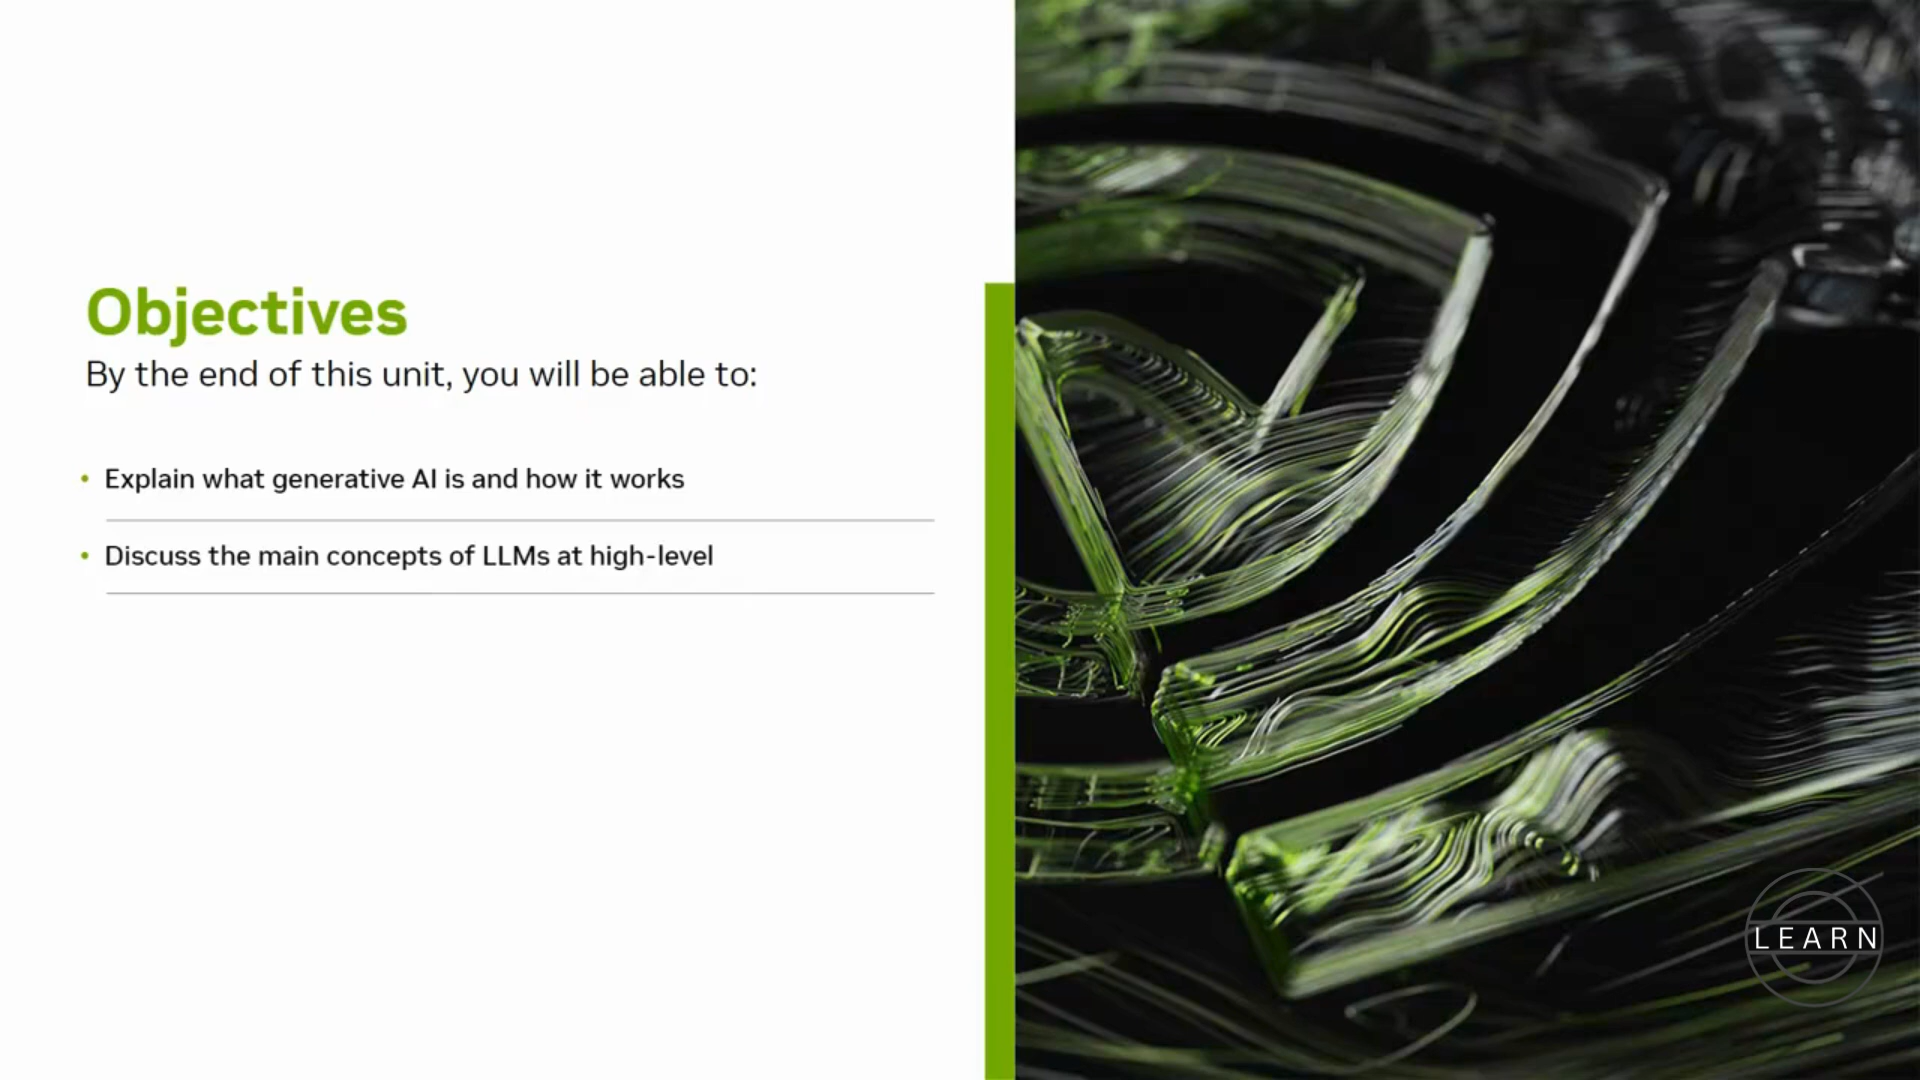 Objectives
By the end of this unit, you will be able to:
• Explain what generative AI is and how it works
• Discuss the main concepts of LLMs at high-level
LEARN